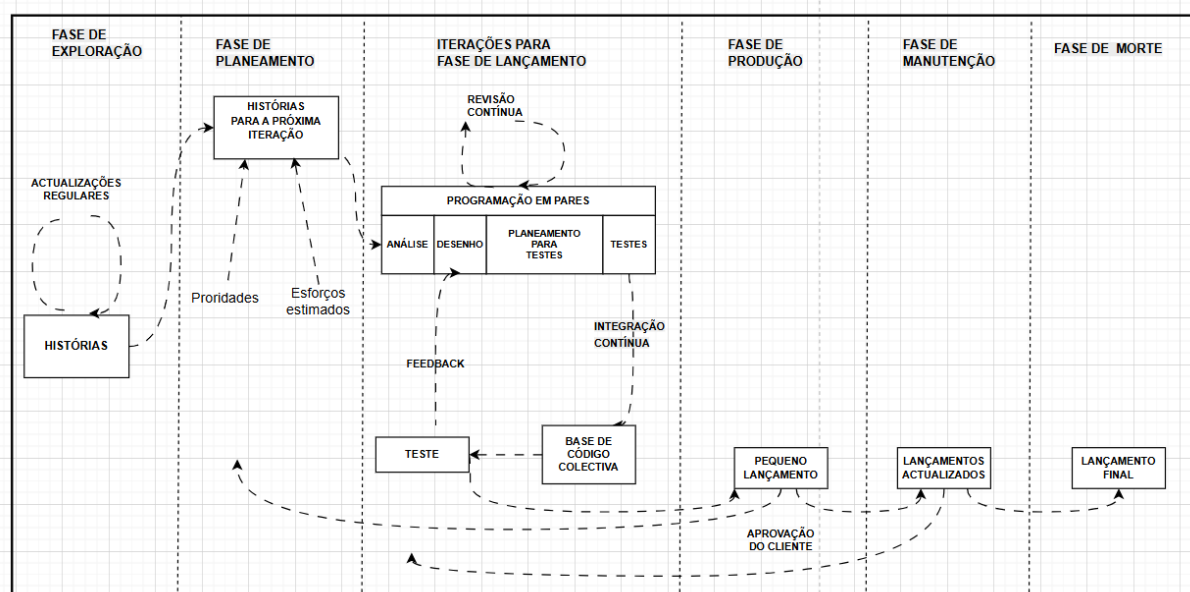 FASE DE
EXPLORAÇÃO
FASE DE
PLANEAMENTO
ITERAÇÕES PARA
FASE DE LANÇAMENTO
FASE DE
PRODUÇÃO
FASE DE
MANUTENÇÃO
FASE DE  MORTE
HISTÓRIAS
PARA A PRÓXIMA
ITERAÇÃO
REVISÃO
CONTÍNUA
ACTUALIZAÇÕES
REGULARES
PROGRAMAÇÃO EM PARES
ANÁLISE
DESENHO
PLANEAMENTO
PARA
TESTES
TESTES
Proridades
Esforços
estimados
HISTÓRIAS
INTEGRAÇÃO
CONTÍNUA
FEEDBACK
TESTE
BASE DE
CÓDIGO
COLECTIVA
PEQUENO
LANÇAMENTO
LANÇAMENTOS
ACTUALIZADOS
LANÇAMENTO
FINAL
APROVAÇÃO
DO CLIENTE